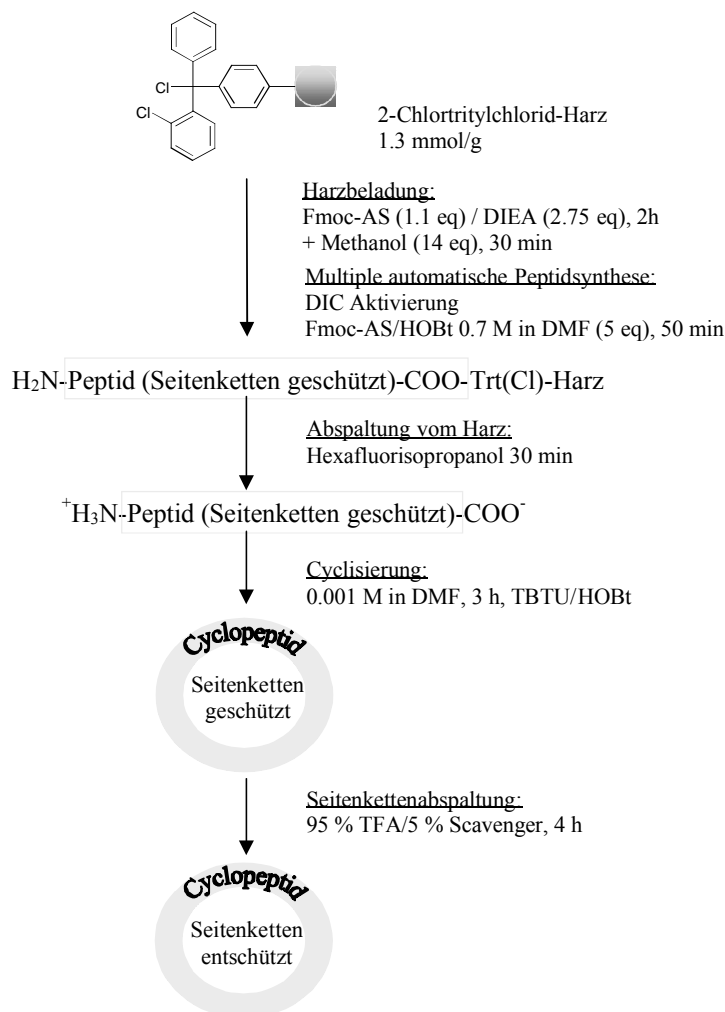 Cl
Cl
2-Chlortritylchlorid-Harz
1.3 mmol/g
Harzbeladung:
Fmoc-AS (1.1 eq) / DIEA (2.75 eq), 2h
+ Methanol (14 eq), 30 min
Multiple automatische Peptidsynthese:
DIC Aktivierung
Fmoc-AS/HOBt 0.7 M in DMF (5 eq), 50 min
H₂N-Peptid (Seitenketten geschützt)-COO-Trt(Cl)-Harz
Abspaltung vom Harz:
Hexafluorisopropanol 30 min
⁺H₃N-Peptid (Seitenketten geschützt)-COO⁻
Cyclisierung:
0.001 M in DMF, 3 h, TBTU/HOBt
Cyclopeptid
Seitenketten
geschützt
Seitenkettenabspaltung:
95 % TFA/5 % Scavenger, 4 h
Cyclopeptid
Seitenketten
entschützt